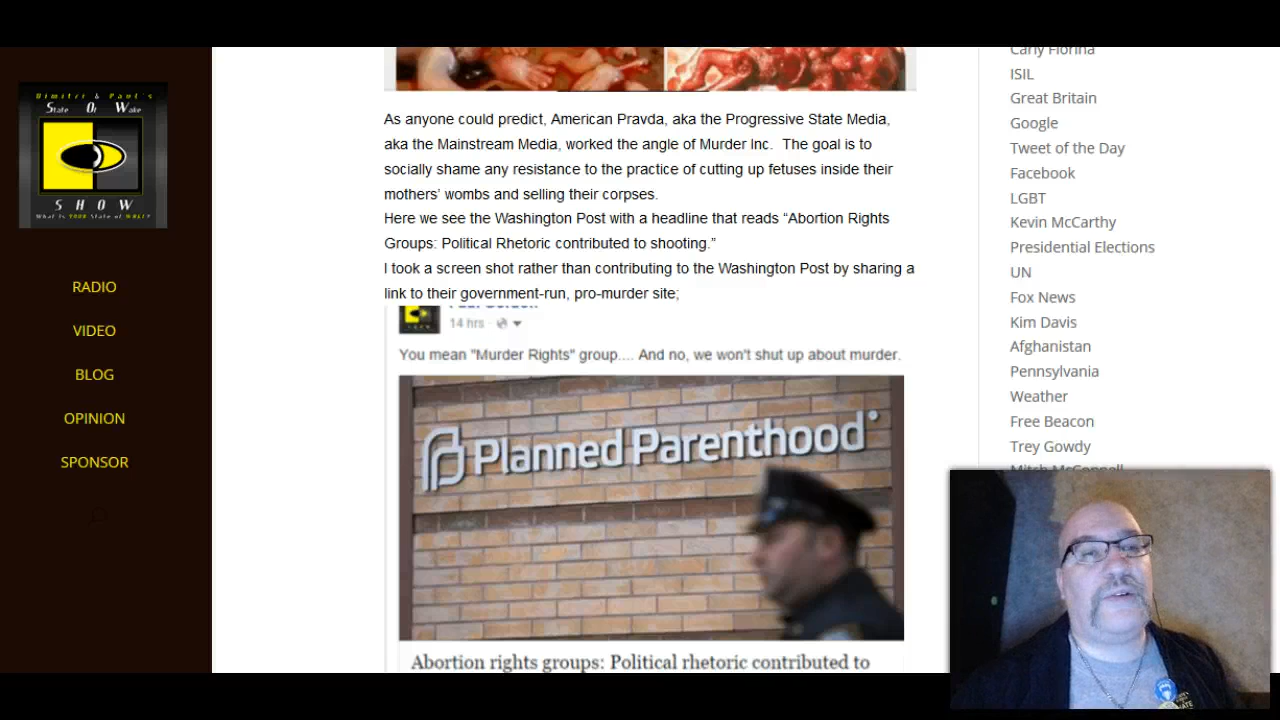 Dimiter & Paul's
State Of Wake
SHOW
What Is YOUR State of WAKE?
RADIO
VIDEO
BLOG
OPINION
SPONSOR
As anyone could predict, American Pravda, aka the Progressive State Media,
aka the Mainstream Media, worked the angle of Murder Inc.  The goal is to
socially shame any resistance to the practice of cutting up fetuses inside their
mothers' wombs and selling their corpses.
Here we see the Washington Post with a headline that reads “Abortion Rights
Groups: Political Rhetoric contributed to shooting.”
I took a screen shot rather than contributing to the Washington Post by sharing a
link to their government-run, pro-murder site;
14 hrs
You mean "Murder Rights" group.... And no, we won't shut up about murder.
Planned Parenthood
Abortion rights groups: Political rhetoric contributed to
Carly Fiorina
ISIL
Great Britain
Google
Tweet of the Day
Facebook
LGBT
Kevin McCarthy
Presidential Elections
UN
Fox News
Kim Davis
Afghanistan
Pennsylvania
Weather
Free Beacon
Trey Gowdy
Mitch McConnell